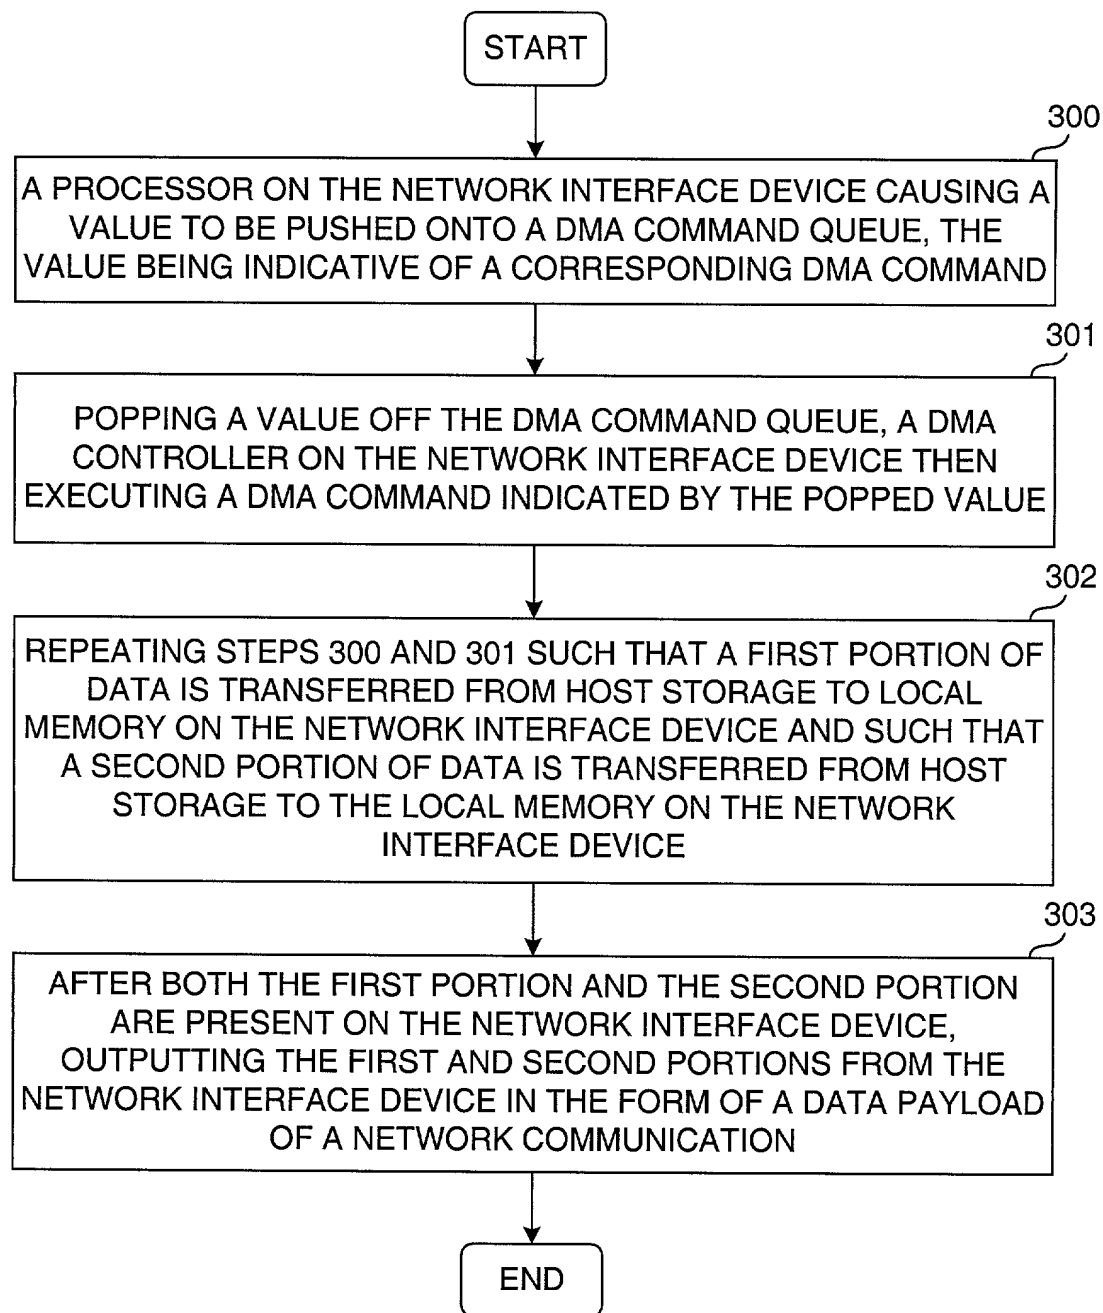 START
300
A PROCESSOR ON THE NETWORK INTERFACE DEVICE CAUSING A
VALUE TO BE PUSHED ONTO A DMA COMMAND QUEUE, THE
VALUE BEING INDICATIVE OF A CORRESPONDING DMA COMMAND
301
POPPING A VALUE OFF THE DMA COMMAND QUEUE, A DMA
CONTROLLER ON THE NETWORK INTERFACE DEVICE THEN
EXECUTING A DMA COMMAND INDICATED BY THE POPPED VALUE
302
REPEATING STEPS 300 AND 301 SUCH THAT A FIRST PORTION OF
DATA IS TRANSFERRED FROM HOST STORAGE TO LOCAL
MEMORY ON THE NETWORK INTERFACE DEVICE AND SUCH THAT
A SECOND PORTION OF DATA IS TRANSFERRED FROM HOST
STORAGE TO THE LOCAL MEMORY ON THE NETWORK
INTERFACE DEVICE
303
AFTER BOTH THE FIRST PORTION AND THE SECOND PORTION
ARE PRESENT ON THE NETWORK INTERFACE DEVICE,
OUTPUTTING THE FIRST AND SECOND PORTIONS FROM THE
NETWORK INTERFACE DEVICE IN THE FORM OF A DATA PAYLOAD
OF A NETWORK COMMUNICATION
END